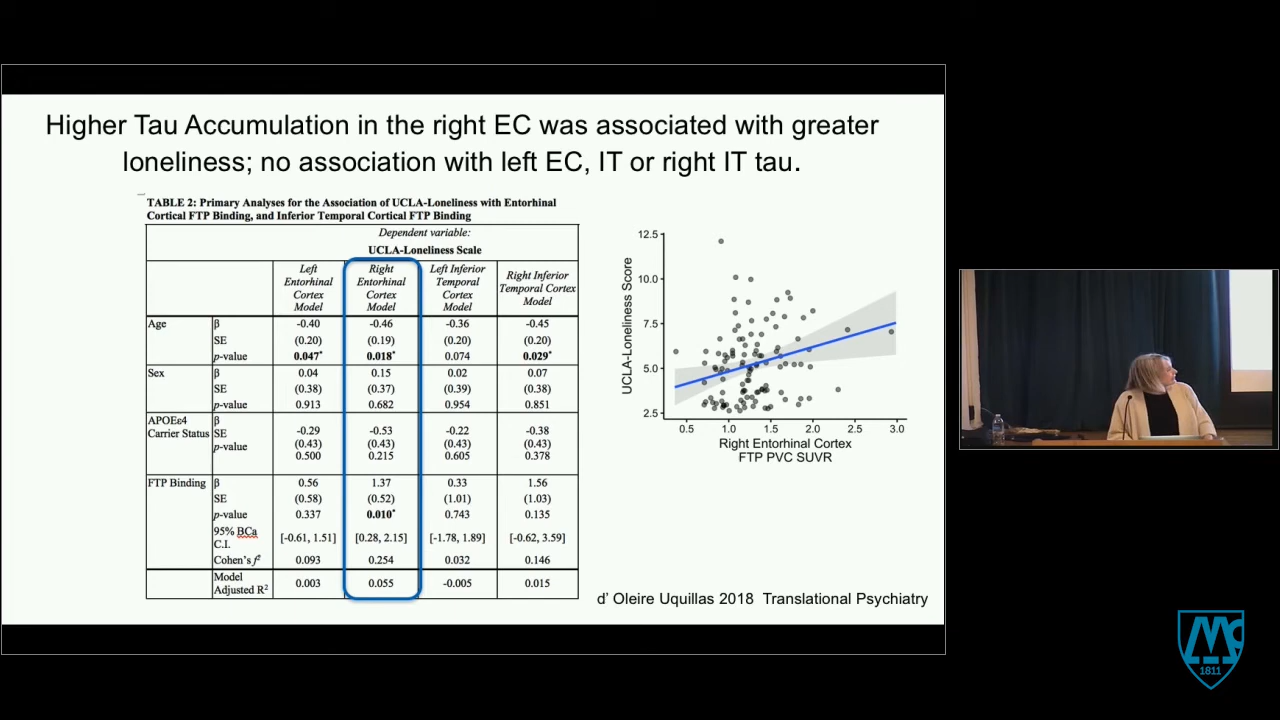 Higher Tau Accumulation in the right EC was associated with greater
loneliness; no association with left EC, IT or right IT tau.
TABLE 2: Primary Analyses for the Association of UCLA-Loneliness with Entorhinal
Cortical FTP Binding, and Inferior Temporal Cortical FTP Binding
Dependent variable:
UCLA-Loneliness Scale
Left Entorhinal Cortex Model
Right Entorhinal Cortex Model
Left Inferior Temporal Cortex Model
Right Inferior Temporal Cortex Model
Age β -0.40 -0.46 -0.36 -0.45
SE (0.20) (0.19) (0.20) (0.20)
p-value 0.047* 0.018* 0.074 0.029*
Sex β 0.04 0.15 0.02 0.07
SE (0.38) (0.37) (0.39) (0.38)
p-value 0.913 0.682 0.954 0.851
APOEε4 β
Carrier Status SE -0.29 -0.53 -0.22 -0.38
p-value (0.43) (0.43) (0.43) (0.43)
0.500 0.215 0.605 0.378
FTP Binding β 0.56 1.37 0.33 1.56
SE (0.58) (0.52) (1.01) (1.03)
p-value 0.337 0.010* 0.743 0.135
95% BCa
C.I. [-0.61, 1.51] [0.28, 2.15] [-1.78, 1.89] [-0.62, 3.59]
Cohen's f² 0.093 0.254 0.032 0.146
Model
Adjusted R² 0.003 0.055 -0.005 0.015
UCLA-Loneliness Score
12.5
10.0
7.5
5.0
2.5
0.5 1.0 1.5 2.0 2.5 3.0
Right Entorhinal Cortex
FTP PVC SUVR
d' Oleire Uquillas 2018 Translational Psychiatry
1811